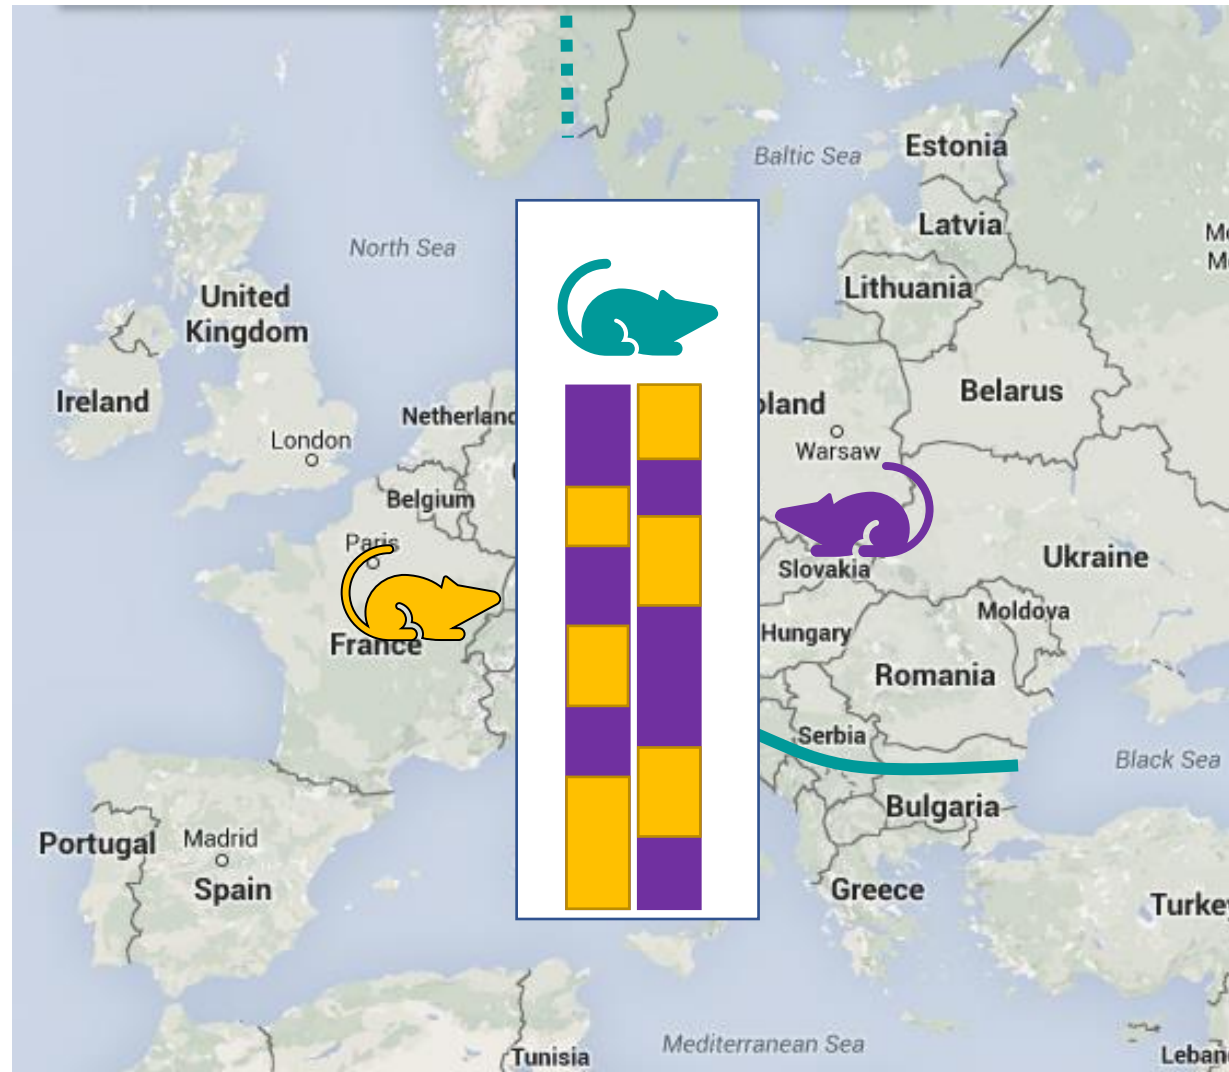 Baltic Sea
Estonia
Latvia
North Sea
Lithuania
United
Kingdom
Ireland
Belarus
Netherland
London
Warsaw
Belgium
Paris
Ukraine
Slovakia
Moldova
Hungary
France
Romania
Serbia
Black Sea
Bulgaria
Portugal
Madrid
Spain
Greece
Turkey
Mediterranean Sea
Tunisia
Leban